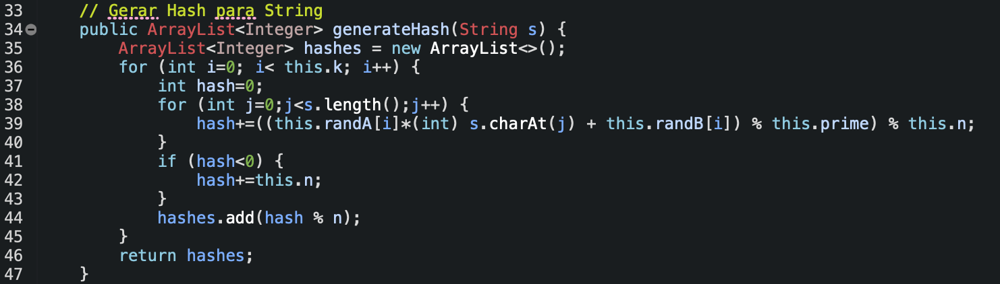 33 // Gerar Hash para String
34 public ArrayList<Integer> generateHash(String s) {
35 ArrayList<Integer> hashes = new ArrayList<>();
36 for (int i=0; i< this.k; i++) {
37 int hash=0;
38 for (int j=0;j<s.length();j++) {
39 hash+=((this.randA[i]*(int) s.charAt(j) + this.randB[i]) % this.prime) % this.n;
40 }
41 if (hash<0) {
42 hash+=this.n;
43 }
44 hashes.add(hash % n);
45 }
46 return hashes;
47 }